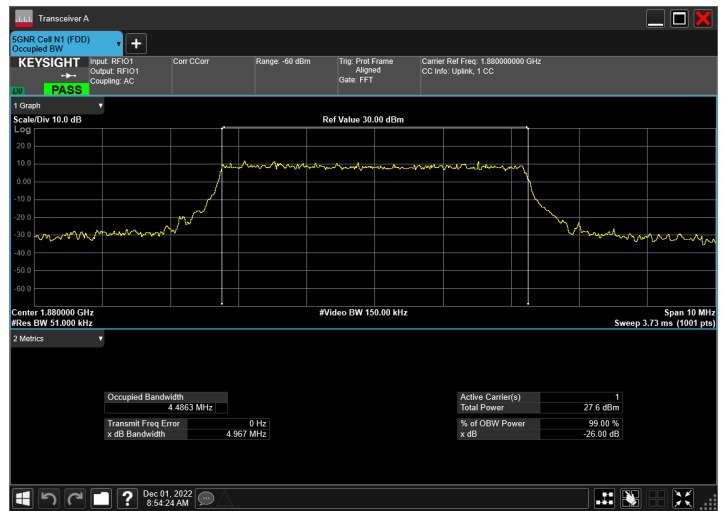 Transceiver A
5GNR Cell N1 (FDD)
Occupied BW
KEYSIGHT
Input: RFIO1
Output: RFIO1
Coupling: AC
Corr CCorr
Range: -60 dBm
Trig: Prot Frame
Aligned
Gate: FFT
Carrier Ref Freq: 1.880000000 GHz
CC Info: Uplink, 1 CC
PASS
1 Graph
Scale/Div 10.0 dB
Ref Value 30.00 dBm
Log
20.0
10.0
0.00
-10.0
-20.0
-30.0
-40.0
-50.0
-60.0
Center 1.880000 GHz
#Video BW 150.00 kHz
Span 10 MHz
#Res BW 51.000 kHz
Sweep 3.73 ms (1001 pts)
2 Metrics
Occupied Bandwidth
4.4863 MHz
Transmit Freq Error 0 Hz
x dB Bandwidth 4.967 MHz
Active Carrier(s) 1
Total Power 27.6 dBm
% of OBW Power 99.00 %
x dB -26.00 dB
Dec 01, 2022
8:54:24 AM